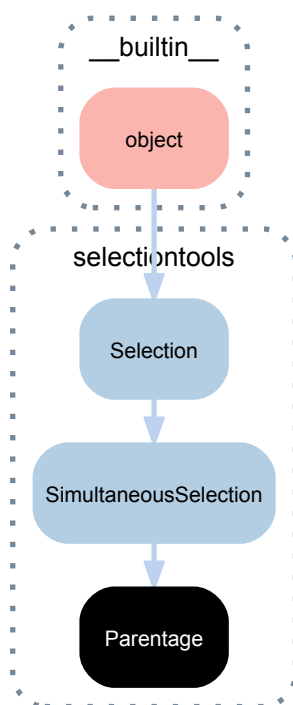 __builtin__
object
selectiontools
Selection
SimultaneousSelection
Parentage